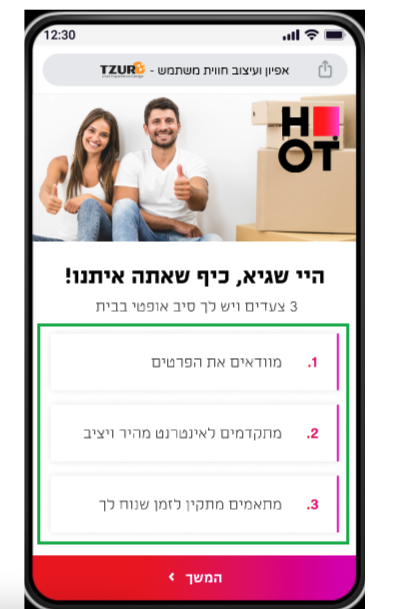 12:30
אפיון ועיצוב חווית משתמש - TZUR
HOT
היי שגיא, כיף שאתה איתנו!
3 צעדים ויש לך סיב אופטי בבית
1. מוודאים את הפרטים
2. מתקדמים לאינטרנט מהיר ויציב
3. מתאמים מתקין לזמן שנוח לך
המשך